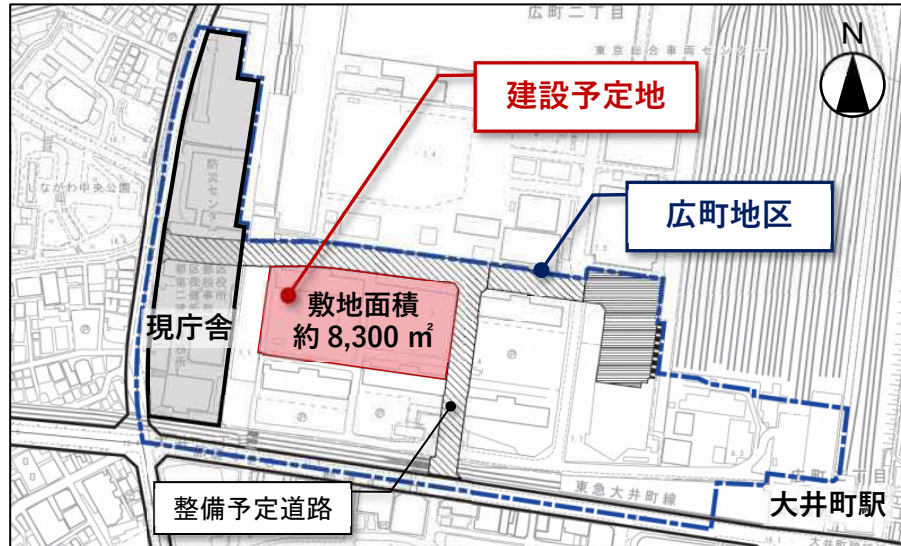 広町二丁目
東京総合車両センター
N
建設予定地
広町地区
しながわ中央公園
防災センター
敷地面積
約 8,300 ㎡
現庁舎
整備予定道路
東急大井町線
大井町駅